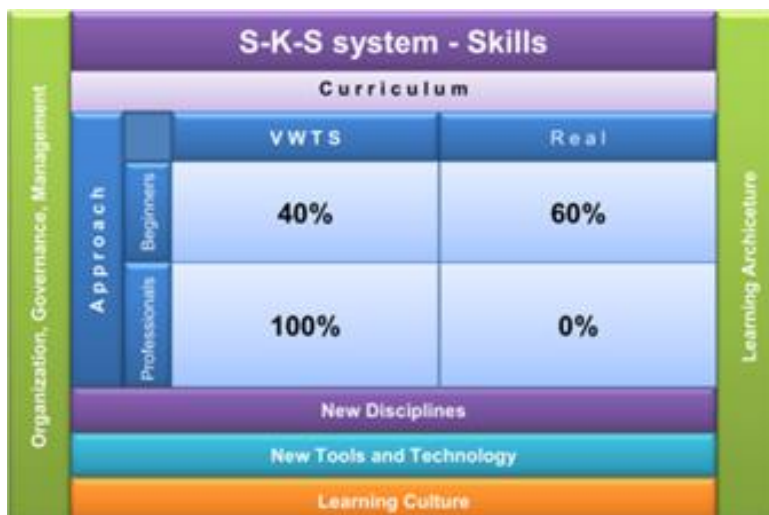 S-K-S system - Skills
Curriculum
Organization, Governance, Management
Approach
VWTS Real
Beginners 40% 60%
Professionals 100% 0%
New Disciplines
New Tools and Technology
Learning Culture
Learning Archiceture